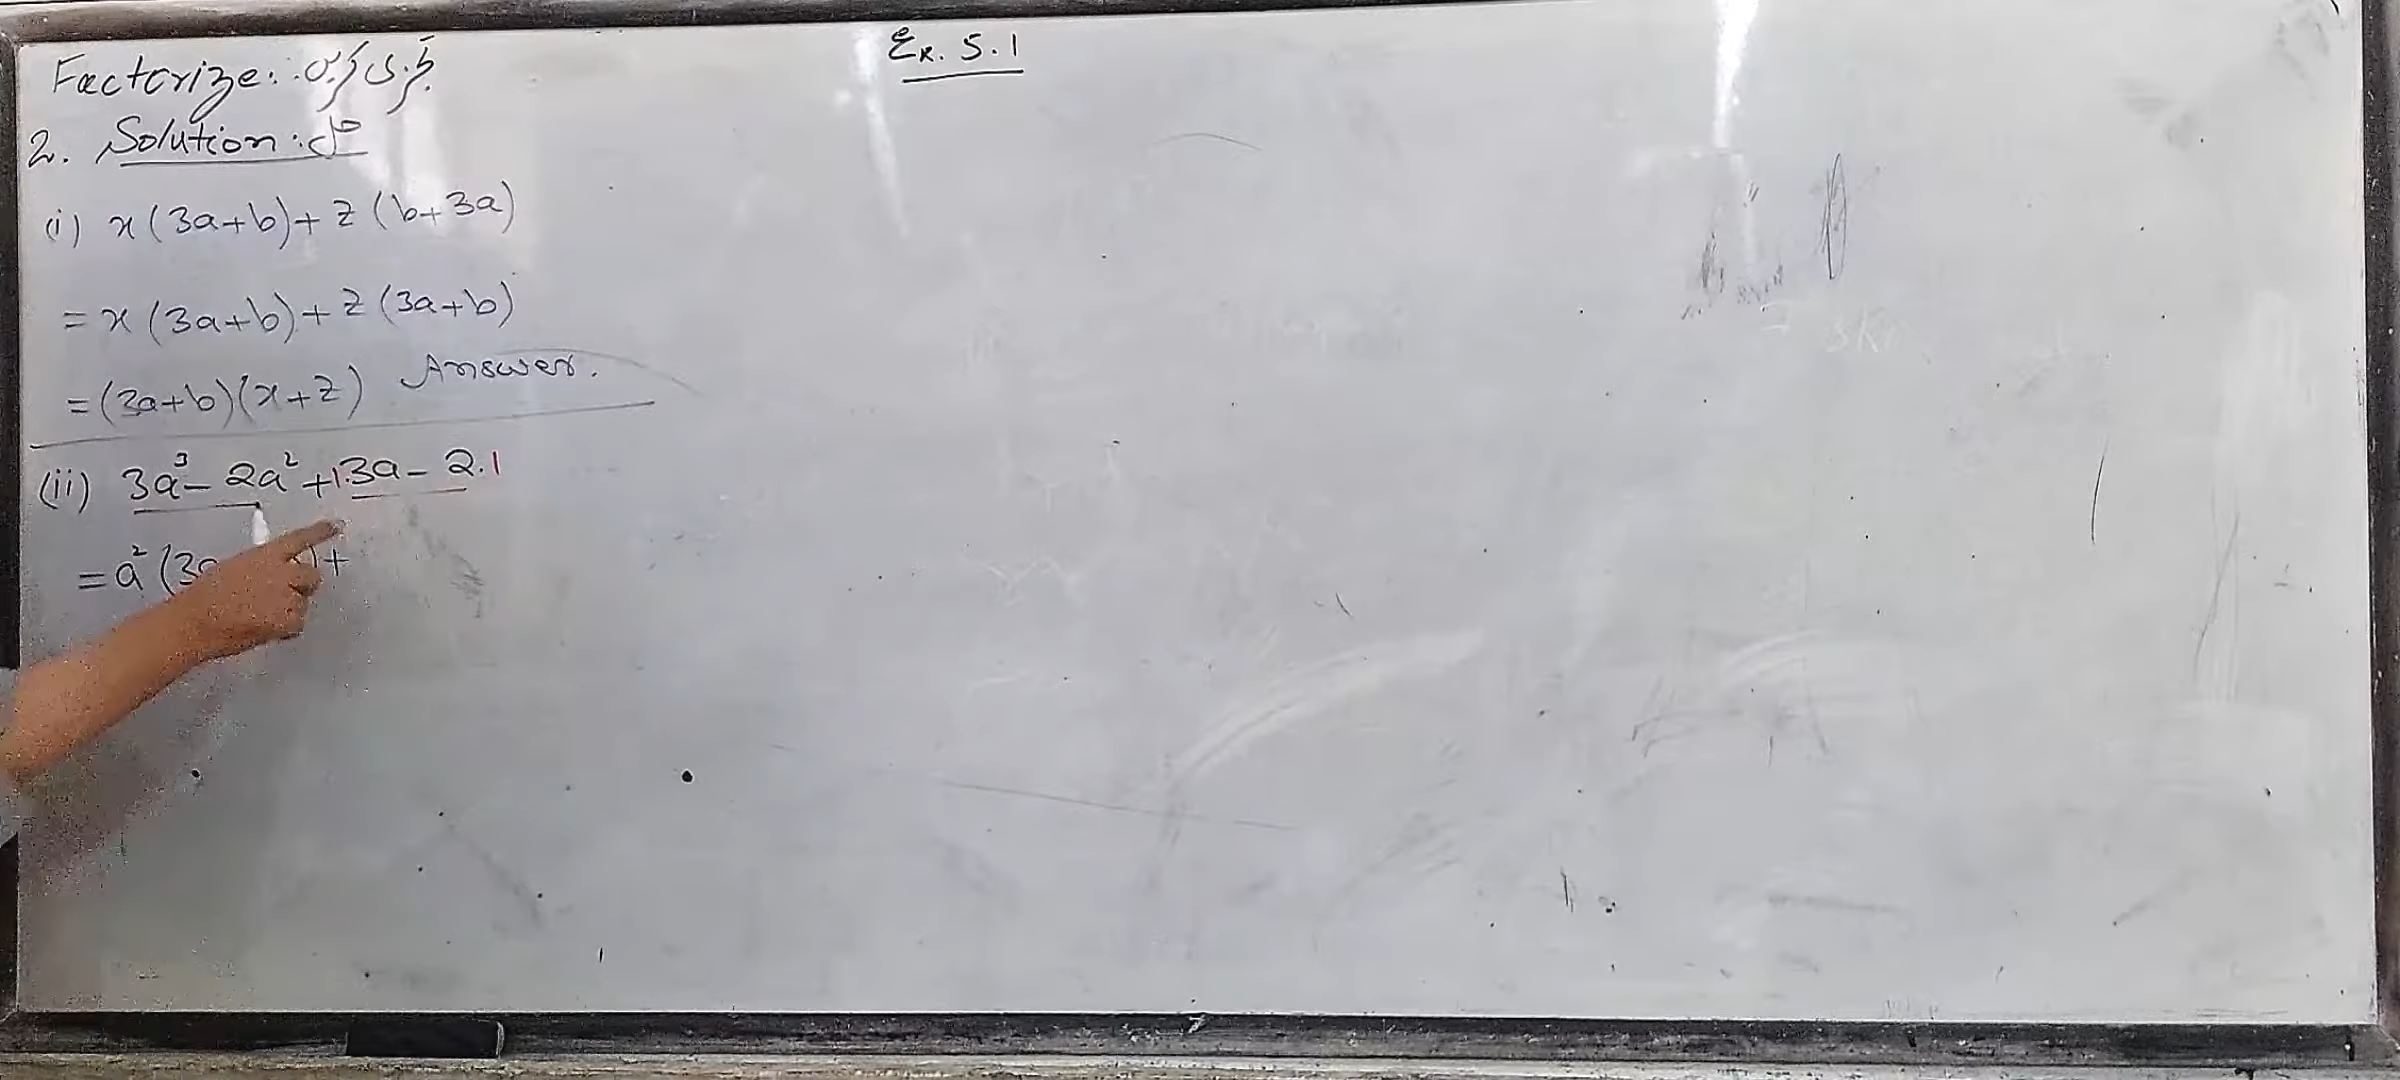 Ex. 5.1
Factorize: تجزی کریں.
2. Solution: حل
(i) x(3a+b)+z(b+3a)
= x(3a+b)+z(3a+b)
= (3a+b)(x+z) Answer.
(ii) 3a³-2a²+1.3a-2.1
= a²(3a )+